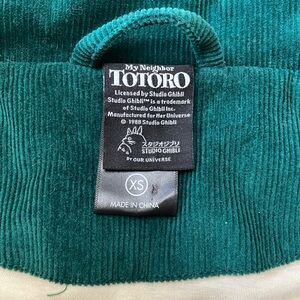 My Neighbor
TOTORO
Licensed by Studio Ghibli
Studio Ghibli™ is a trademark
of Studio Ghibli Inc.
Manufactured for Her Universe
© 1988 Studio Ghibli
スタジオジブリ
STUDIO GHIBLI
BY OUR UNIVERSE
XS
MADE IN CHINA